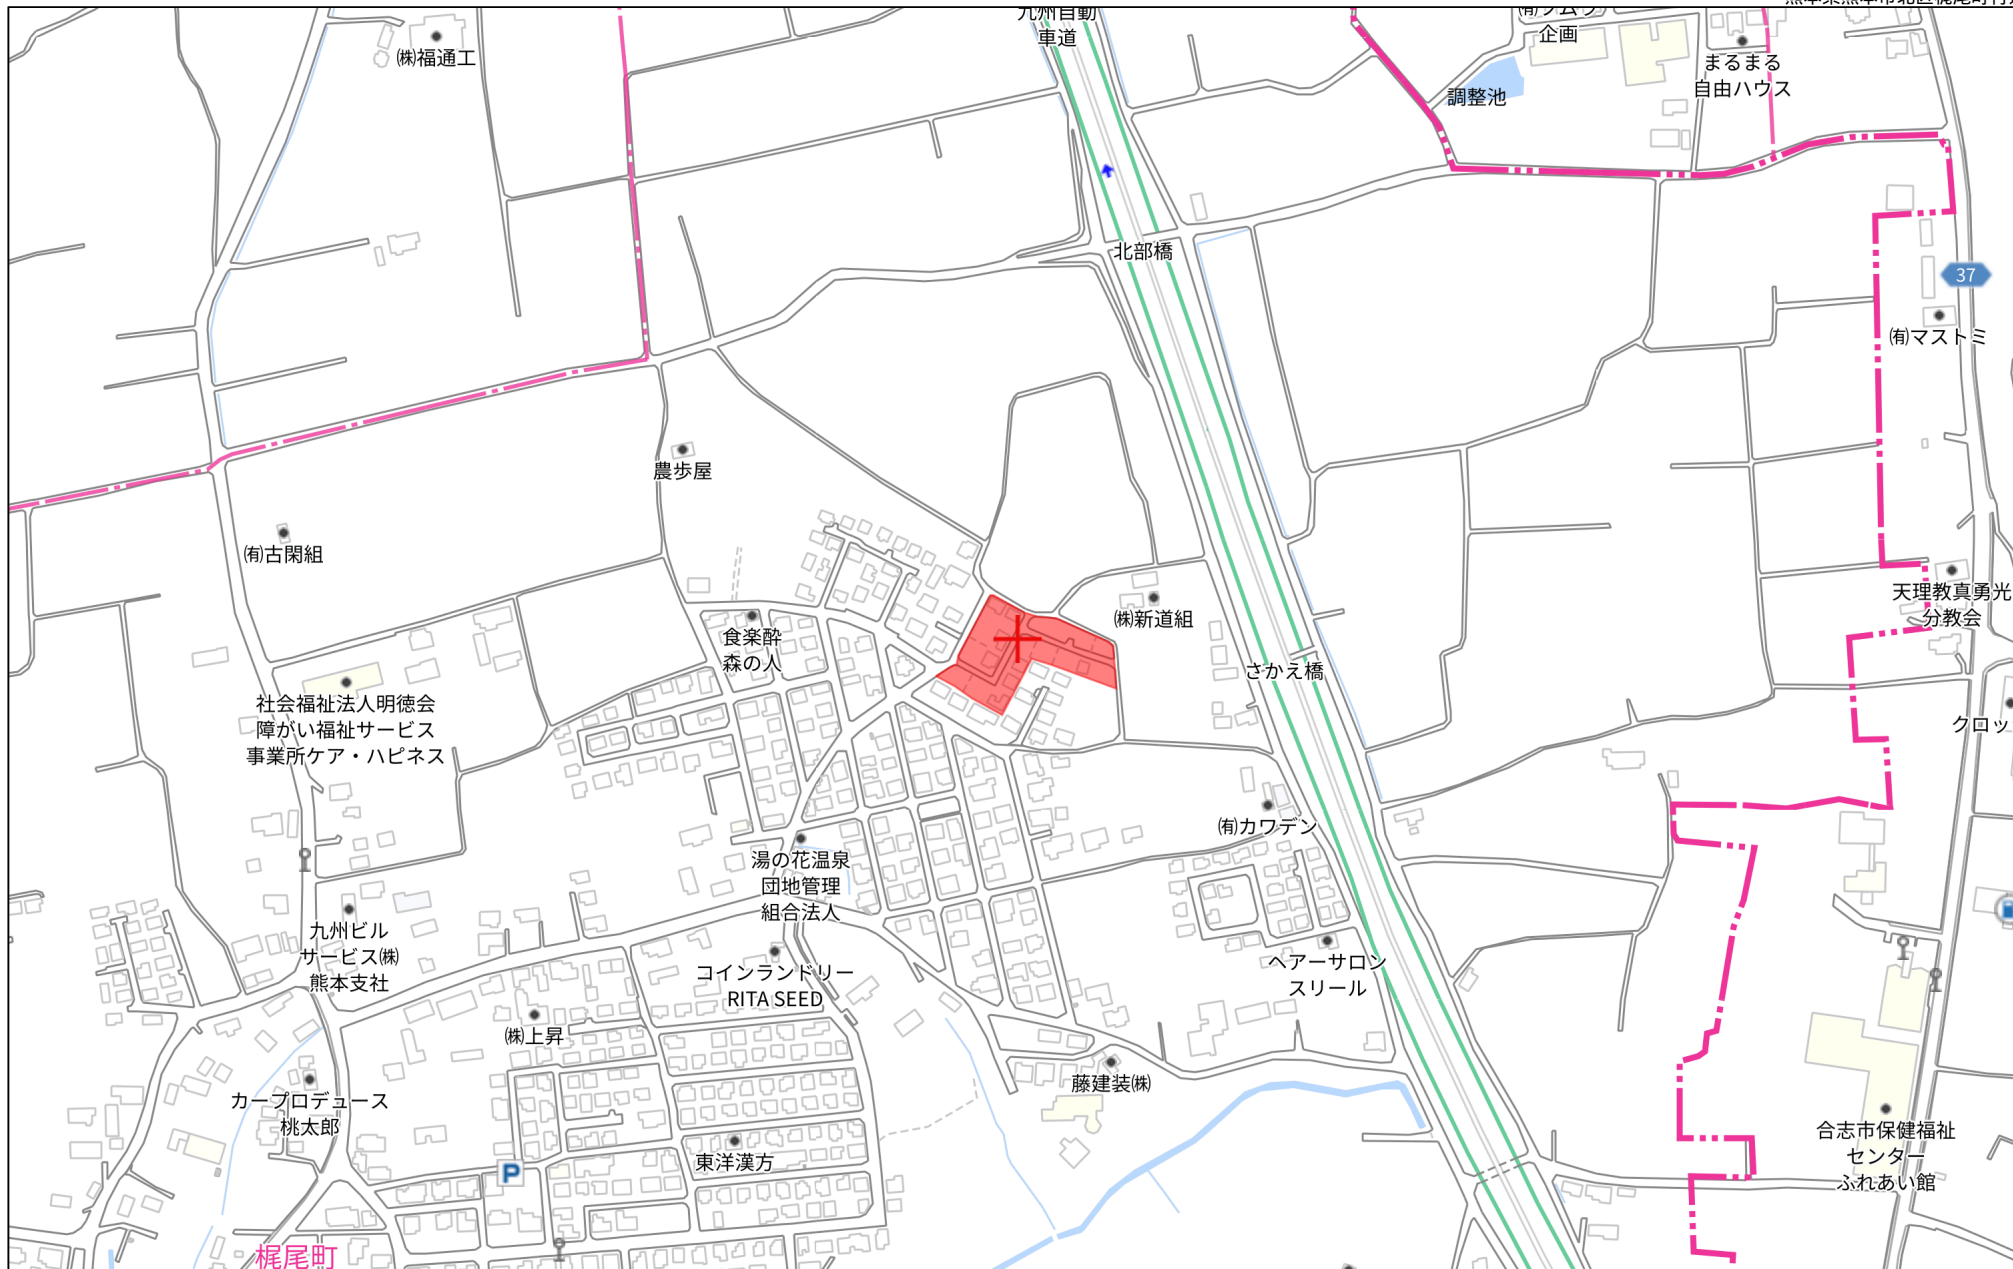 九州自動
車道
㈱福通工
企画
まるまる
自由ハウス
調整池
北部橋
37
㈲マストミ
農歩屋
㈲古閑組
天理教真勇光
分教会
㈱新道組
食楽酔
森の人
さかえ橋
社会福祉法人明徳会
障がい福祉サービス
事業所ケア・ハピネス
クロッ
㈲カワデン
湯の花温泉
団地管理
組合法人
九州ビル
サービス㈱
熊本支社
コインランドリー
RITA SEED
ヘアーサロン
スリール
㈱上昇
藤建装㈱
カープロデュース
桃太郎
合志市保健福祉
センター
ふれあい館
東洋漢方
P
梶尾町